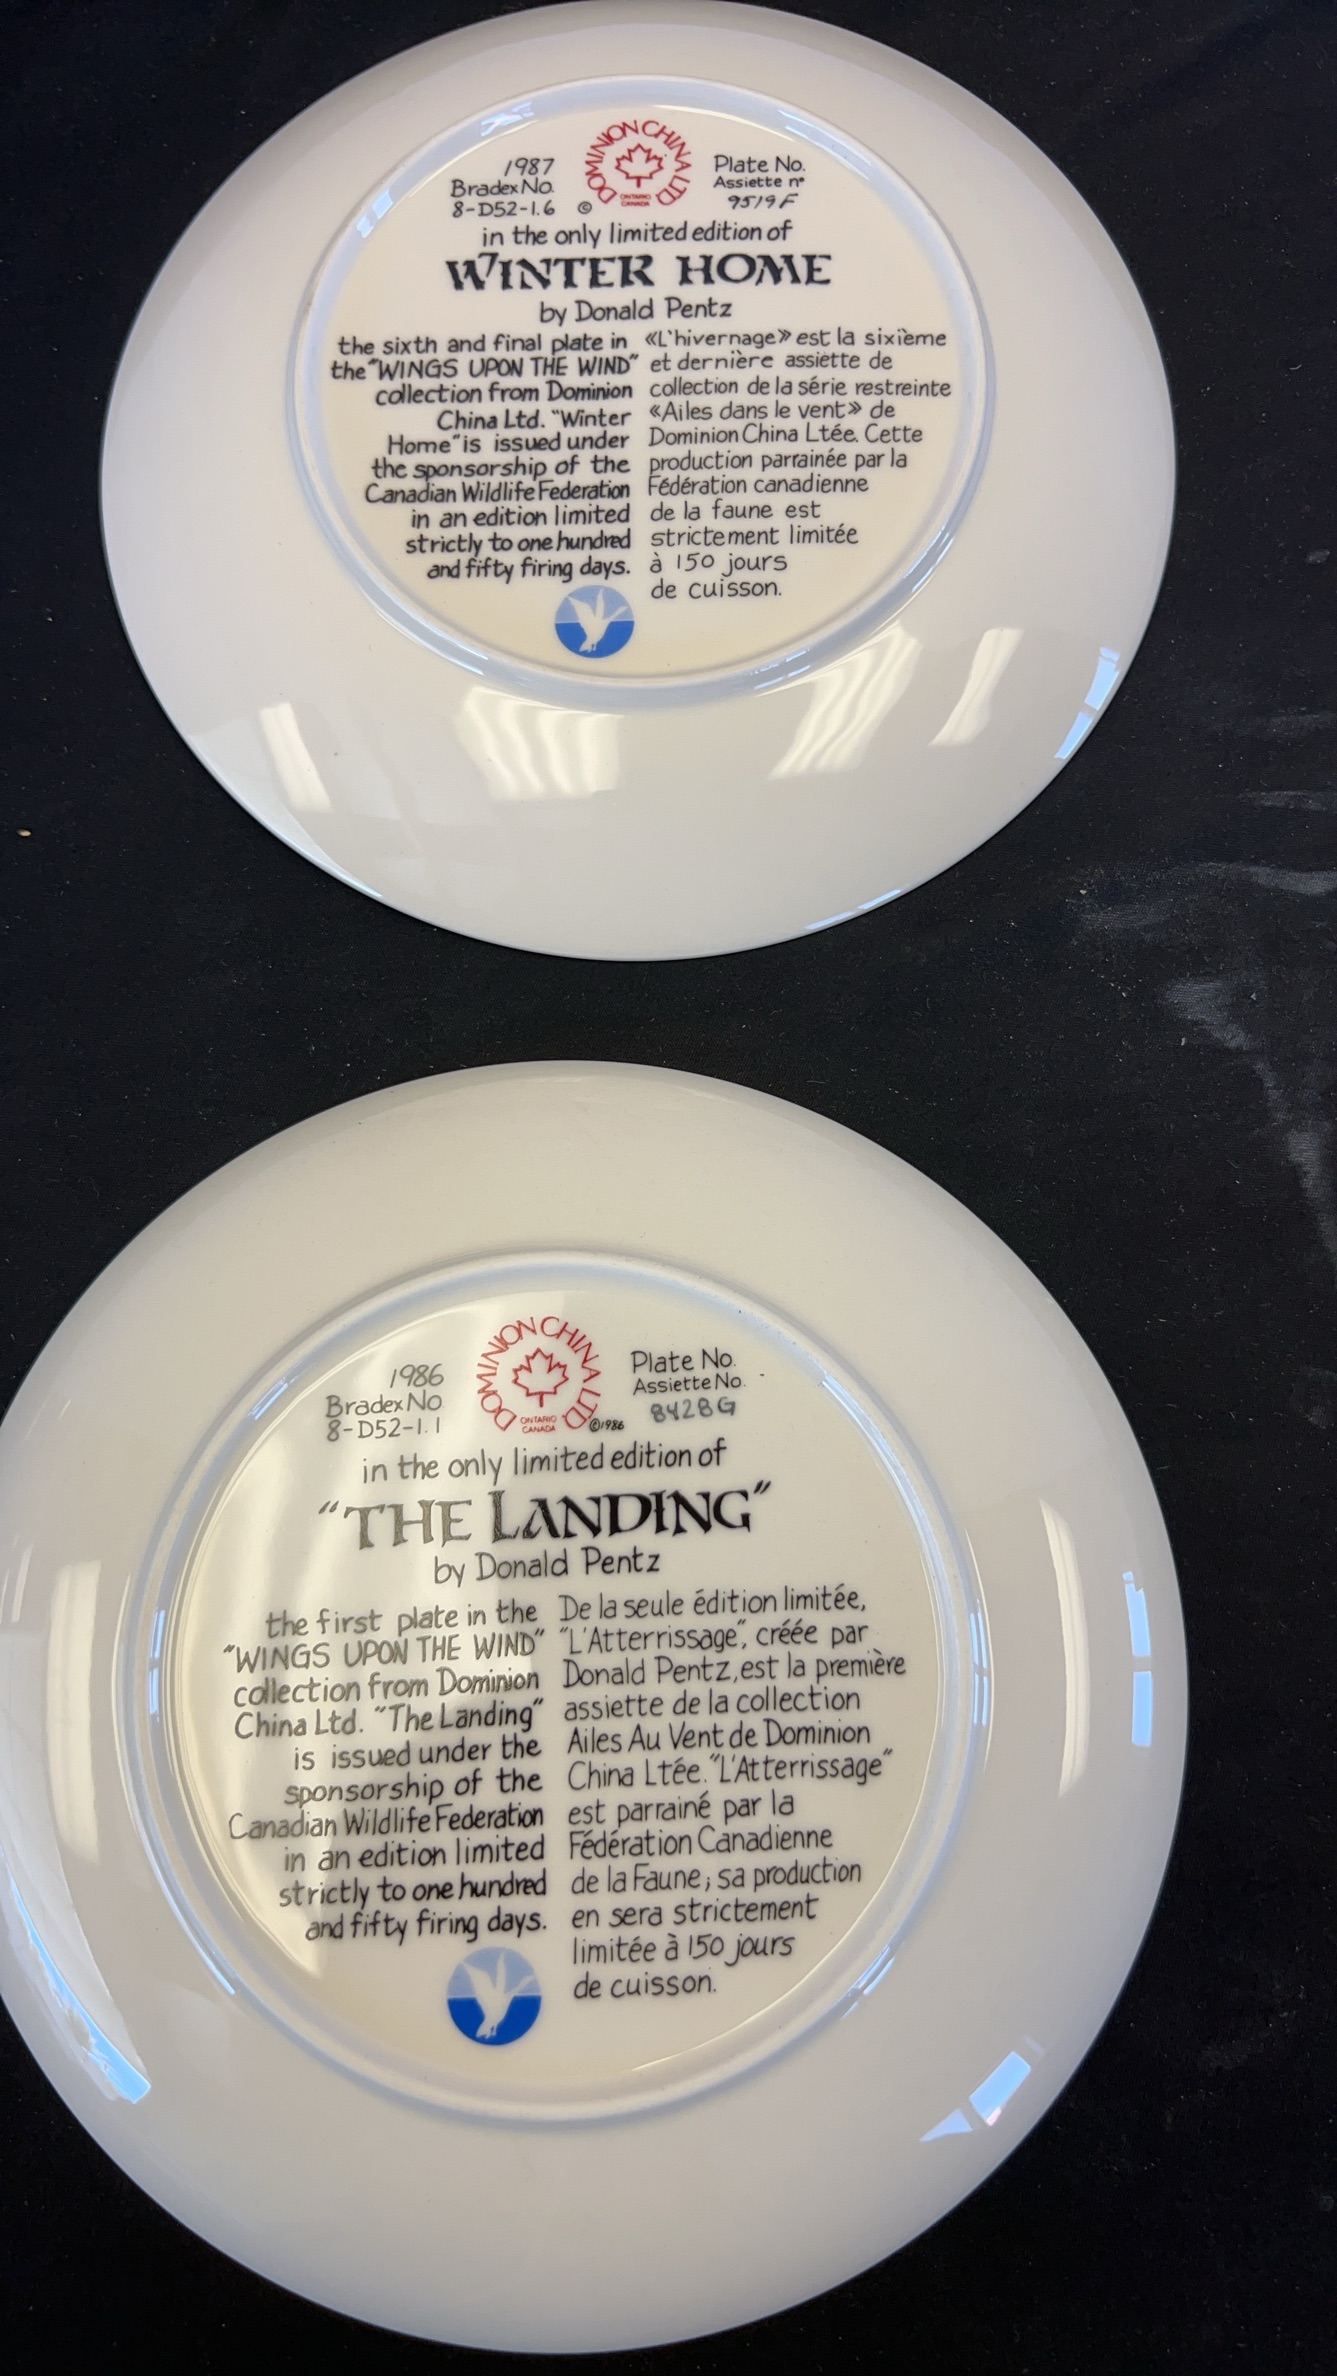 1987
Bradex No.
8-D52-1.6
DOMINION CHINA LTD.
ONTARIO
CANADA
©
Plate No.
Assiette n°
9519F
in the only limited edition of
WINTER HOME
by Donald Pentz
the sixth and final plate in
the "WINGS UPON THE WIND"
collection from Dominion
China Ltd. "Winter
Home" is issued under
the sponsorship of the
Canadian Wildlife Federation
in an edition limited
strictly to one hundred
and fifty firing days.
«L'hivernage» est la sixième
et dernière assiette de
collection de la série restreinte
«Ailes dans le vent» de
Dominion China Ltée. Cette
production parrainée par la
Fédération canadienne
de la faune est
strictement limitée
à 150 jours
de cuisson.
1986
Bradex No.
8-D52-1.1
DOMINION CHINA LTD.
ONTARIO
CANADA
©1986
Plate No.
Assiette No.
8428G
in the only limited edition of
"THE LANDING"
by Donald Pentz
the first plate in the
"WINGS UPON THE WIND"
collection from Dominion
China Ltd. "The Landing"
is issued under the
sponsorship of the
Canadian Wildlife Federation
in an edition limited
strictly to one hundred
and fifty firing days.
De la seule édition limitée,
"L'Atterrissage", créée par
Donald Pentz, est la première
assiette de la collection
Ailes Au Vent de Dominion
China Ltée. "L'Atterrissage"
est parrainé par la
Fédération Canadienne
de la Faune; sa production
en sera strictement
limitée à 150 jours
de cuisson.